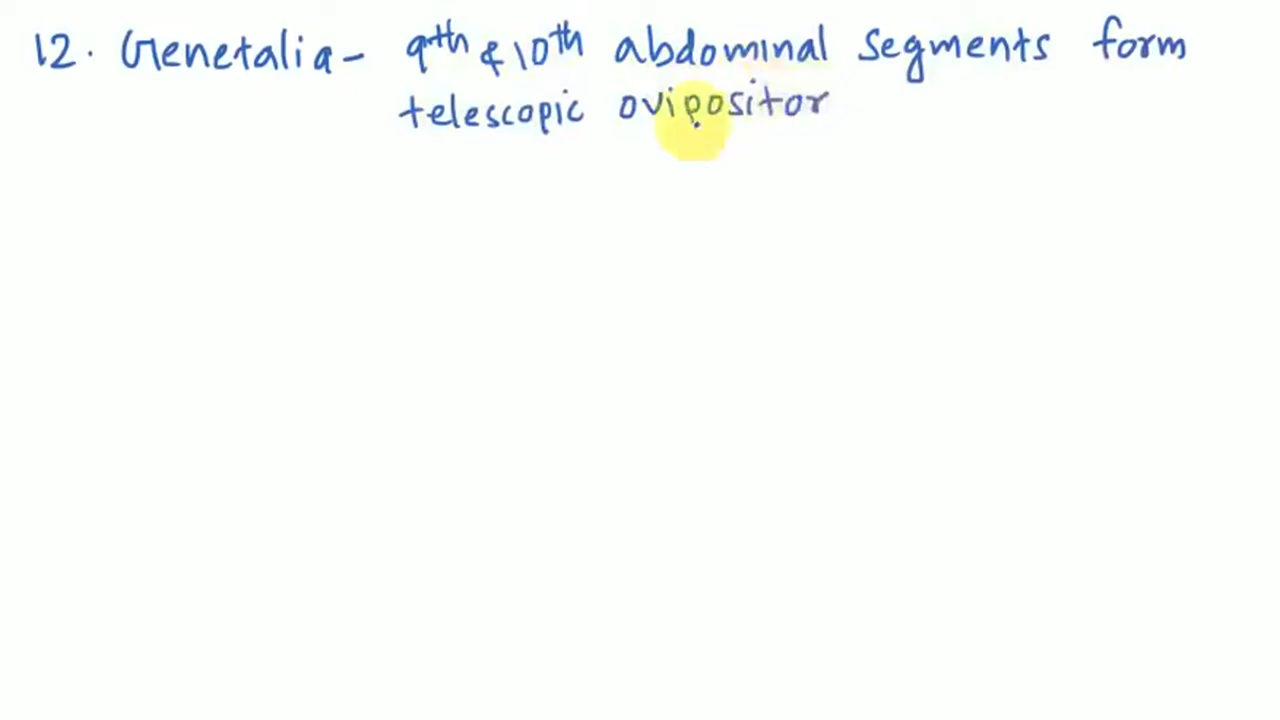 12. Genetalia - 9th & 10th abdominal segments form
telescopic ovipositor